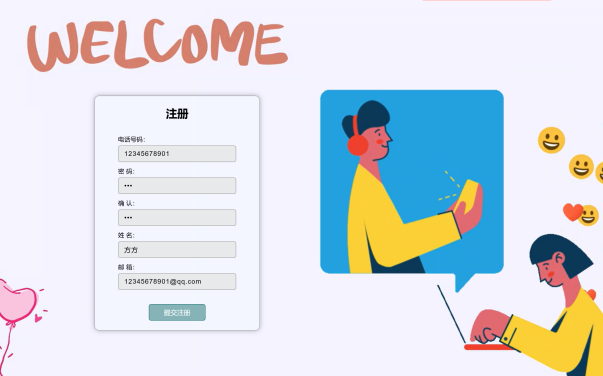 WELCOME
注册
电话号码:
12345678901
密 码:
•••
确 认:
•••
姓 名:
方方
邮 箱:
12345678901@qq.com
提交注册